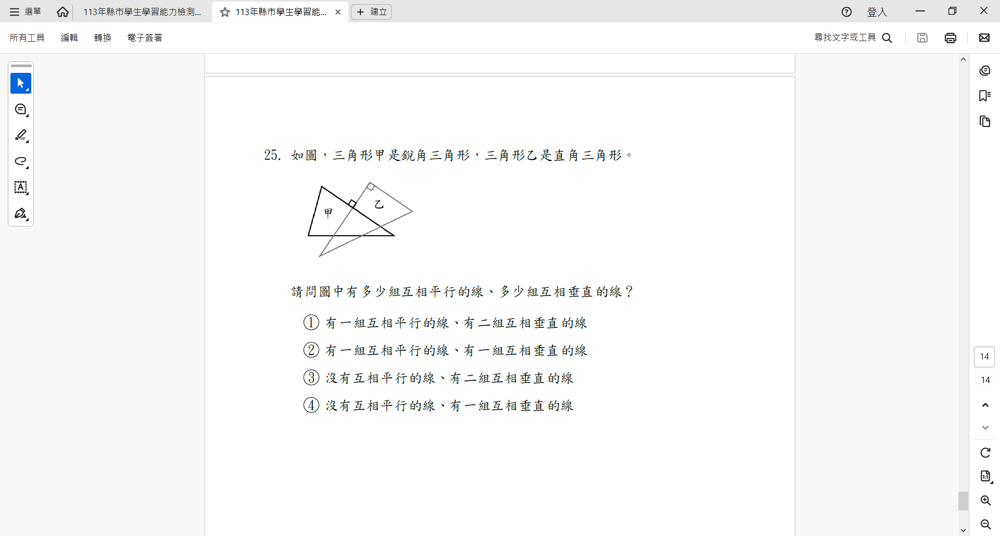 選單
113年縣市學生學習能力檢測...
113年縣市學生學習能...
建立
登入
所有工具 編輯 轉換 電子簽署
尋找文字或工具
A
25. 如圖，三角形甲是銳角三角形，三角形乙是直角三角形。
甲
乙
請問圖中有多少組互相平行的線、多少組互相垂直的線？
① 有一組互相平行的線、有二組互相垂直的線
② 有一組互相平行的線、有一組互相垂直的線
③ 沒有互相平行的線、有二組互相垂直的線
④ 沒有互相平行的線、有一組互相垂直的線
14
14
1:1